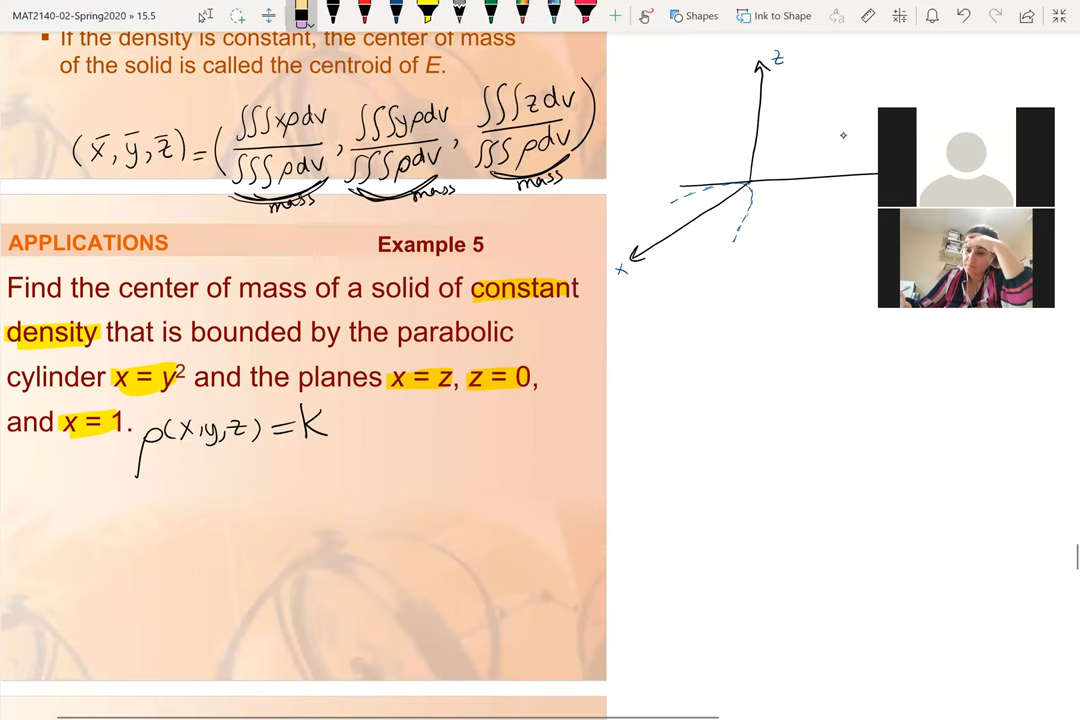 MAT2140-02-Spring2020 » 15.5
Shapes
Ink to Shape
▪ If the density is constant, the center of mass
of the solid is called the centroid of E.
(x̄, ȳ, z̄) = ( ∭xρdv / ∭ρdv , ∭yρdv / ∭ρdv , ∭zdv / ∭ρdv )
mass mass mass
APPLICATIONS
Example 5
Find the center of mass of a solid of constant
density that is bounded by the parabolic
cylinder x = y² and the planes x = z, z = 0,
and x = 1.
ρ(x,y,z) = K
z
x